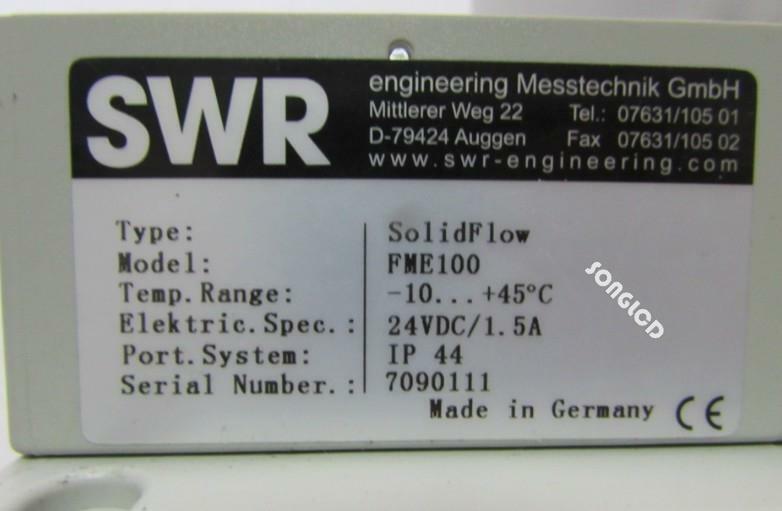 SWR
engineering Messtechnik GmbH
Mittlerer Weg 22 Tel.: 07631/105 01
D-79424 Auggen Fax 07631/105 02
www.swr-engineering.com
Type: SolidFlow
Model: FME100
Temp.Range: -10...+45°C
Elektric.Spec.: 24VDC/1.5A
Port.System: IP 44
Serial Number.: 7090111
Made in Germany CE
SONGLCD